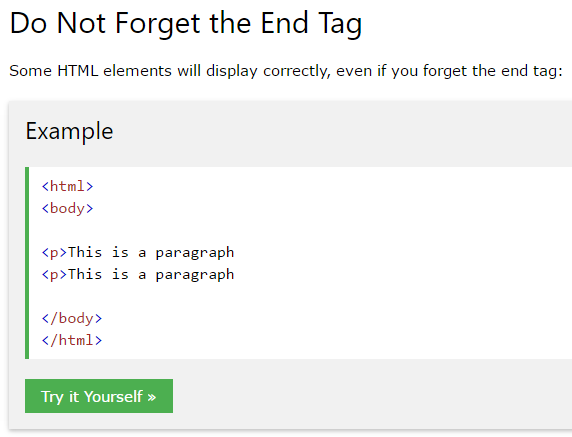 Do Not Forget the End Tag
Some HTML elements will display correctly, even if you forget the end tag:
Example
<html>
<body>
<p>This is a paragraph
<p>This is a paragraph
</body>
</html>
Try it Yourself »